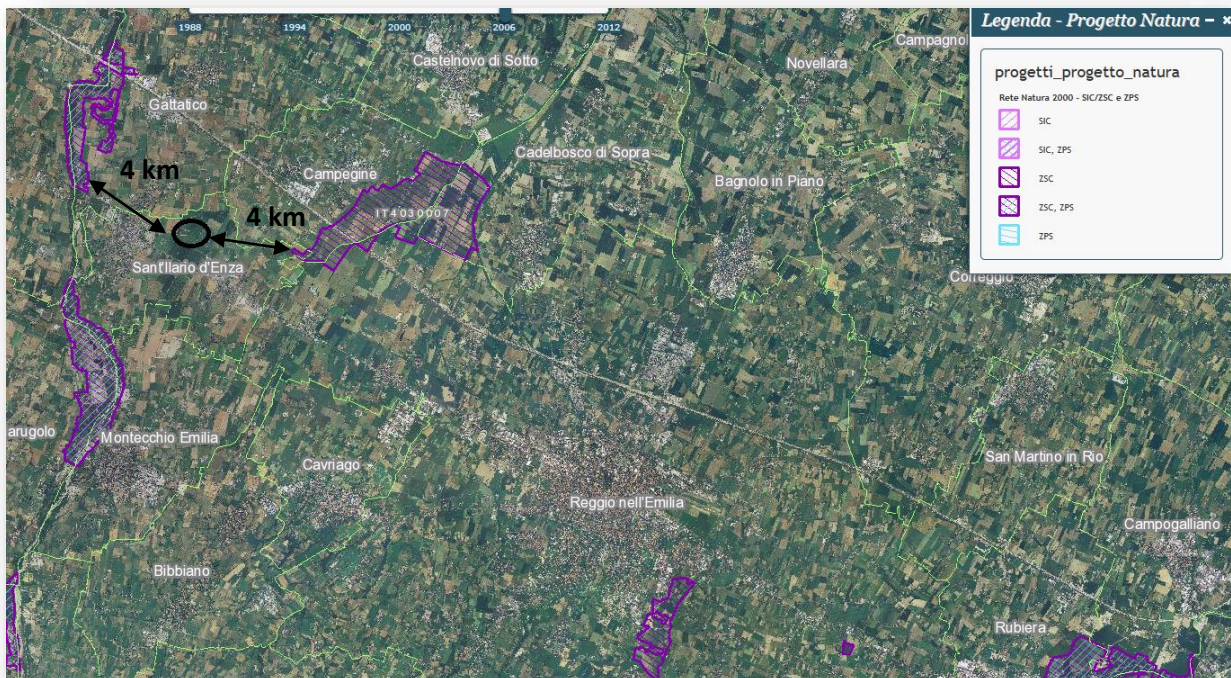 1988
1994
2000
2006
2012
Legenda - Progetto Natura
progetti_progetto_natura
Rete Natura 2000 - SIC/ZSC e ZPS
SIC
SIC, ZPS
ZSC
ZSC, ZPS
ZPS
Campagnol
Castelnovo di Sotto
Novellara
Gattatico
Cadelbosco di Sopra
4 km
Campegine
Bagnolo in Piano
4 km
IT4030007
Sant'Ilario d'Enza
Correggio
arugolo
Montecchio Emilia
Cavriago
San Martino in Rio
Reggio nell'Emilia
Campogalliano
Bibbiano
Rubiera